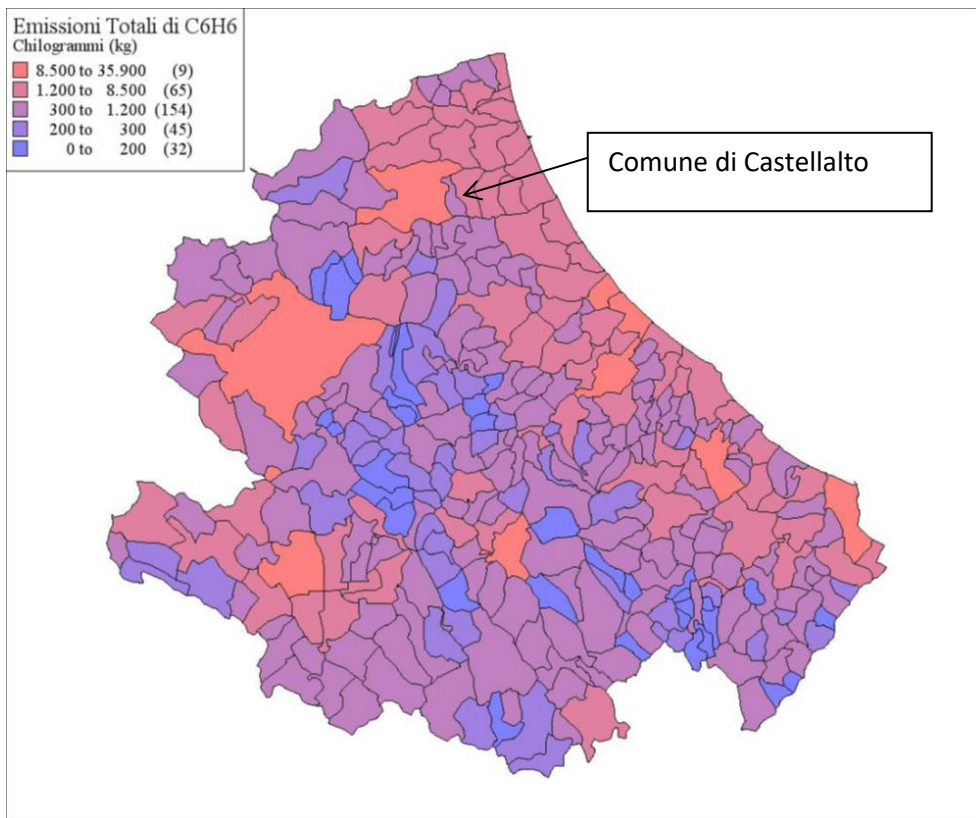 Emissioni Totali di C6H6
Chilogrammi (kg)
8.500 to 35.900 (9)
1.200 to 8.500 (65)
300 to 1.200 (154)
200 to 300 (45)
0 to 200 (32)
Comune di Castellalto